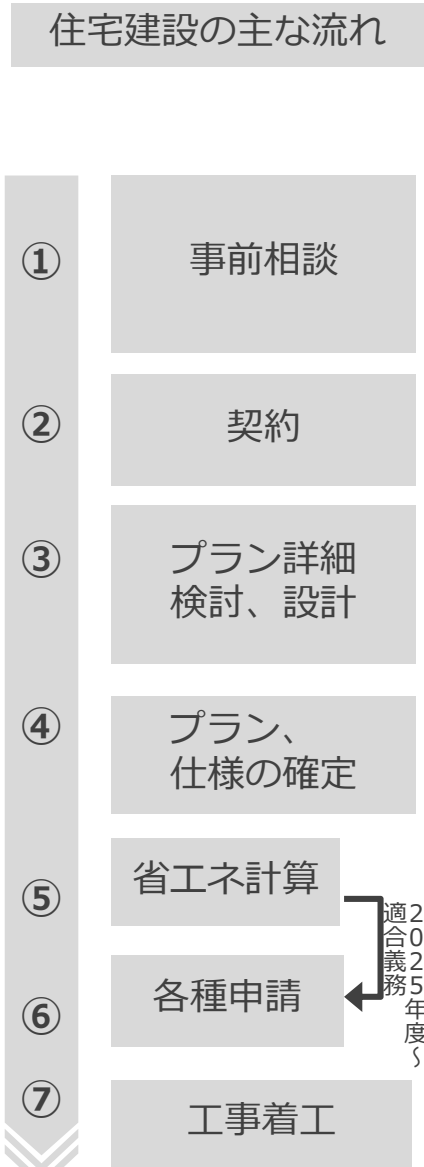 住宅建設の主な流れ
①
事前相談
②
契約
③
プラン詳細
検討、設計
④
プラン、
仕様の確定
⑤
省エネ計算
2025年度~
適合義務
⑥
各種申請
⑦
工事着工